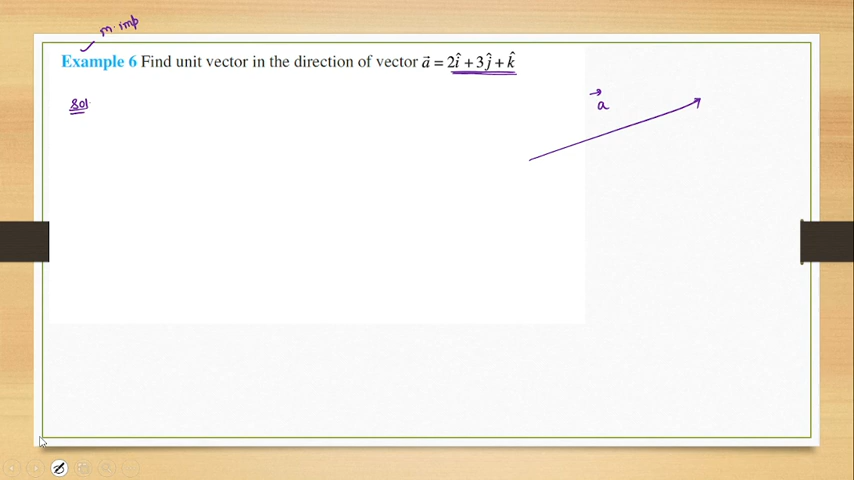 m.imp
Example 6 Find unit vector in the direction of vector a⃗ = 2î + 3ĵ + k̂
Sol.
a⃗